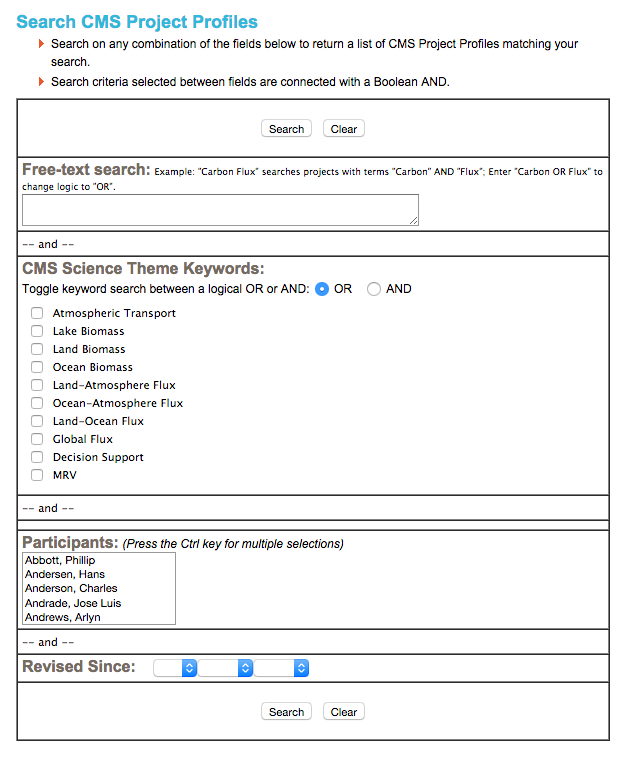 Search CMS Project Profiles
Search on any combination of the fields below to return a list of CMS Project Profiles matching your
search.
Search criteria selected between fields are connected with a Boolean AND.
Search Clear
Free-text search: Example: "Carbon Flux" searches projects with terms "Carbon" AND "Flux"; Enter "Carbon OR Flux" to
change logic to "OR".
-- and --
CMS Science Theme Keywords:
Toggle keyword search between a logical OR or AND: OR AND
Atmospheric Transport
Lake Biomass
Land Biomass
Ocean Biomass
Land-Atmosphere Flux
Ocean-Atmosphere Flux
Land-Ocean Flux
Global Flux
Decision Support
MRV
-- and --
Participants: (Press the Ctrl key for multiple selections)
Abbott, Phillip
Andersen, Hans
Anderson, Charles
Andrade, Jose Luis
Andrews, Arlyn
-- and --
Revised Since:
Search Clear